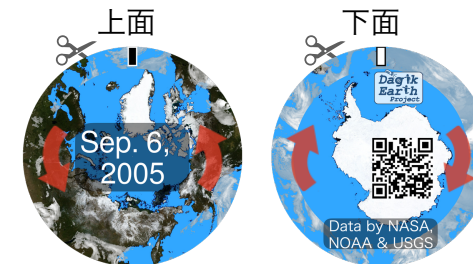 上面
下面
Dagik
Earth
Project
Sep. 6,
2005
Data by NASA,
NOAA & USGS